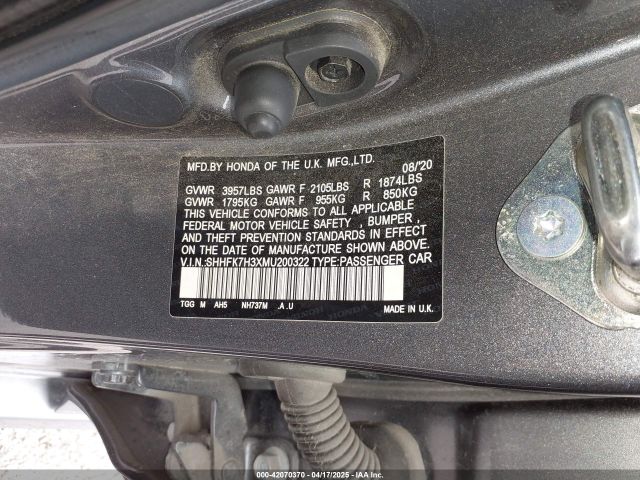 MFD.BY HONDA OF THE U.K. MFG.,LTD. 08/'20
GVWR 3957LBS GAWR F 2105LBS R 1874LBS
GVWR 1795KG GAWR F 955KG R 850KG
THIS VEHICLE CONFORMS TO ALL APPLICABLE
FEDERAL MOTOR VEHICLE SAFETY , BUMPER ,
AND THEFT PREVENTION STANDARDS IN EFFECT
ON THE DATE OF MANUFACTURE SHOWN ABOVE.
V.I.N.:SHHFK7H3XMU200322 TYPE:PASSENGER CAR
TGG M AH5 NH737M .A .U MADE IN U.K.
000-42070370 - 04/17/2025 - IAAI.COM